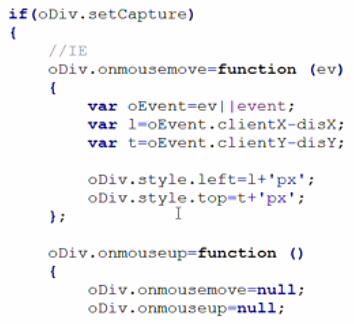 if(oDiv.setCapture)
{
//IE
oDiv.onmousemove=function (ev)
{
var oEvent=ev||event;
var l=oEvent.clientX-disX;
var t=oEvent.clientY-disY;
oDiv.style.left=l+'px';
oDiv.style.top=t+'px';
};
oDiv.onmouseup=function ()
{
oDiv.onmousemove=null;
oDiv.onmouseup=null;